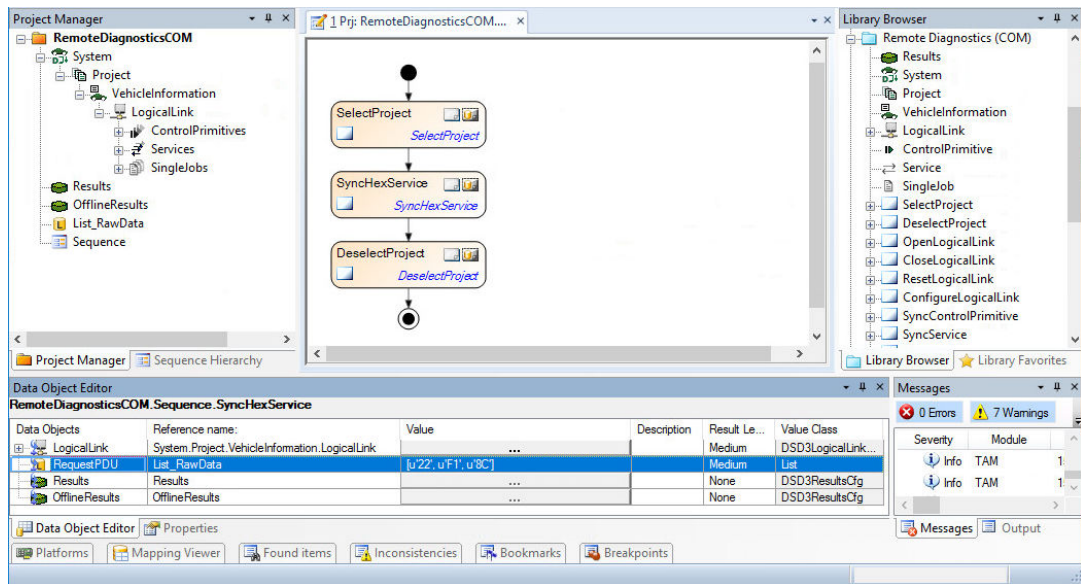 Project Manager
RemoteDiagnosticsCOM
System
Project
VehicleInformation
LogicalLink
ControlPrimitives
Services
SingleJobs
Results
OfflineResults
List_RawData
Sequence
Project Manager
Sequence Hierarchy
1 Prj: RemoteDiagnosticsCOM....
SelectProject
SelectProject
SyncHexService
SyncHexService
DeselectProject
DeselectProject
Library Browser
Remote Diagnostics (COM)
Results
System
Project
VehicleInformation
LogicalLink
ControlPrimitive
Service
SingleJob
SelectProject
DeselectProject
OpenLogicalLink
CloseLogicalLink
ResetLogicalLink
ConfigureLogicalLink
SyncControlPrimitive
SyncService
Library Browser
Library Favorites
Data Object Editor
RemoteDiagnosticsCOM.Sequence.SyncHexService
Data Objects Reference name: Value Description Result Le... Value Class
LogicalLink System.Project.VehicleInformation.LogicalLink ... Medium DSD3LogicalLink...
RequestPDU List_RawData [u'22', u'F1', u'8C'] Medium List
Results Results ... None DSD3ResultsCfg
OfflineResults OfflineResults ... None DSD3ResultsCfg
Data Object Editor
Properties
Messages
0 Errors 7 Warnings
Severity Module
Info TAM
Info TAM
Messages
Output
Platforms
Mapping Viewer
Found items
Inconsistencies
Bookmarks
Breakpoints